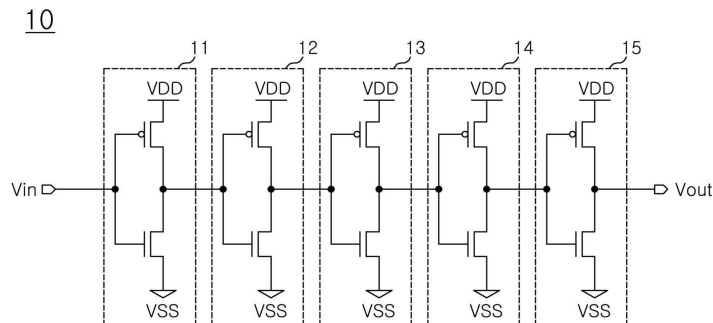 10
11 12 13 14 15
VDD VDD VDD VDD VDD
Vin Vout
VSS VSS VSS VSS VSS